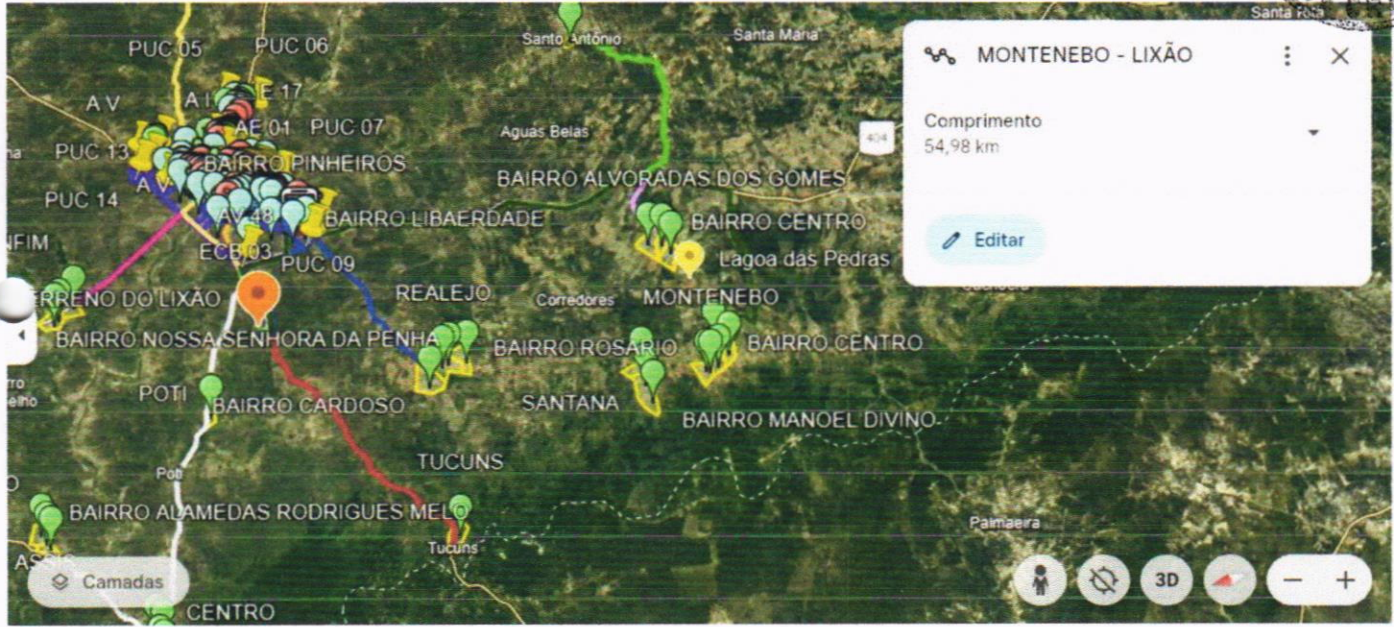 Santo Antônio
Santa Maria
PUC 05
PUC 06
MONTENEBO - LIXÃO
A V
E 17
AE 01
PUC 07
Aguas Belas
404
Comprimento
54,98 km
PUC 13
BAIRRO PINHEIROS
BAIRRO ALVORADAS DOS GOMES
A V
PUC 14
AV 48
BAIRRO LIBAERDADE
BAIRRO CENTRO
NFIM
ECB 03
PUC 09
Lagoa das Pedras
Editar
ERRENO DO LIXÃO
REALEJO
Corredores
MONTENEBO
BAIRRO NOSSA SENHORA DA PENHA
BAIRRO ROSÁRIO
BAIRRO CENTRO
POTI
BAIRRO CARDOSO
SANTANA
BAIRRO MANOEL DIVINO
TUCUNS
Poti
BAIRRO ALAMEDAS RODRIGUES MELO
Palmaeira
Tucuns
ASSIS
Camadas
3D
CENTRO